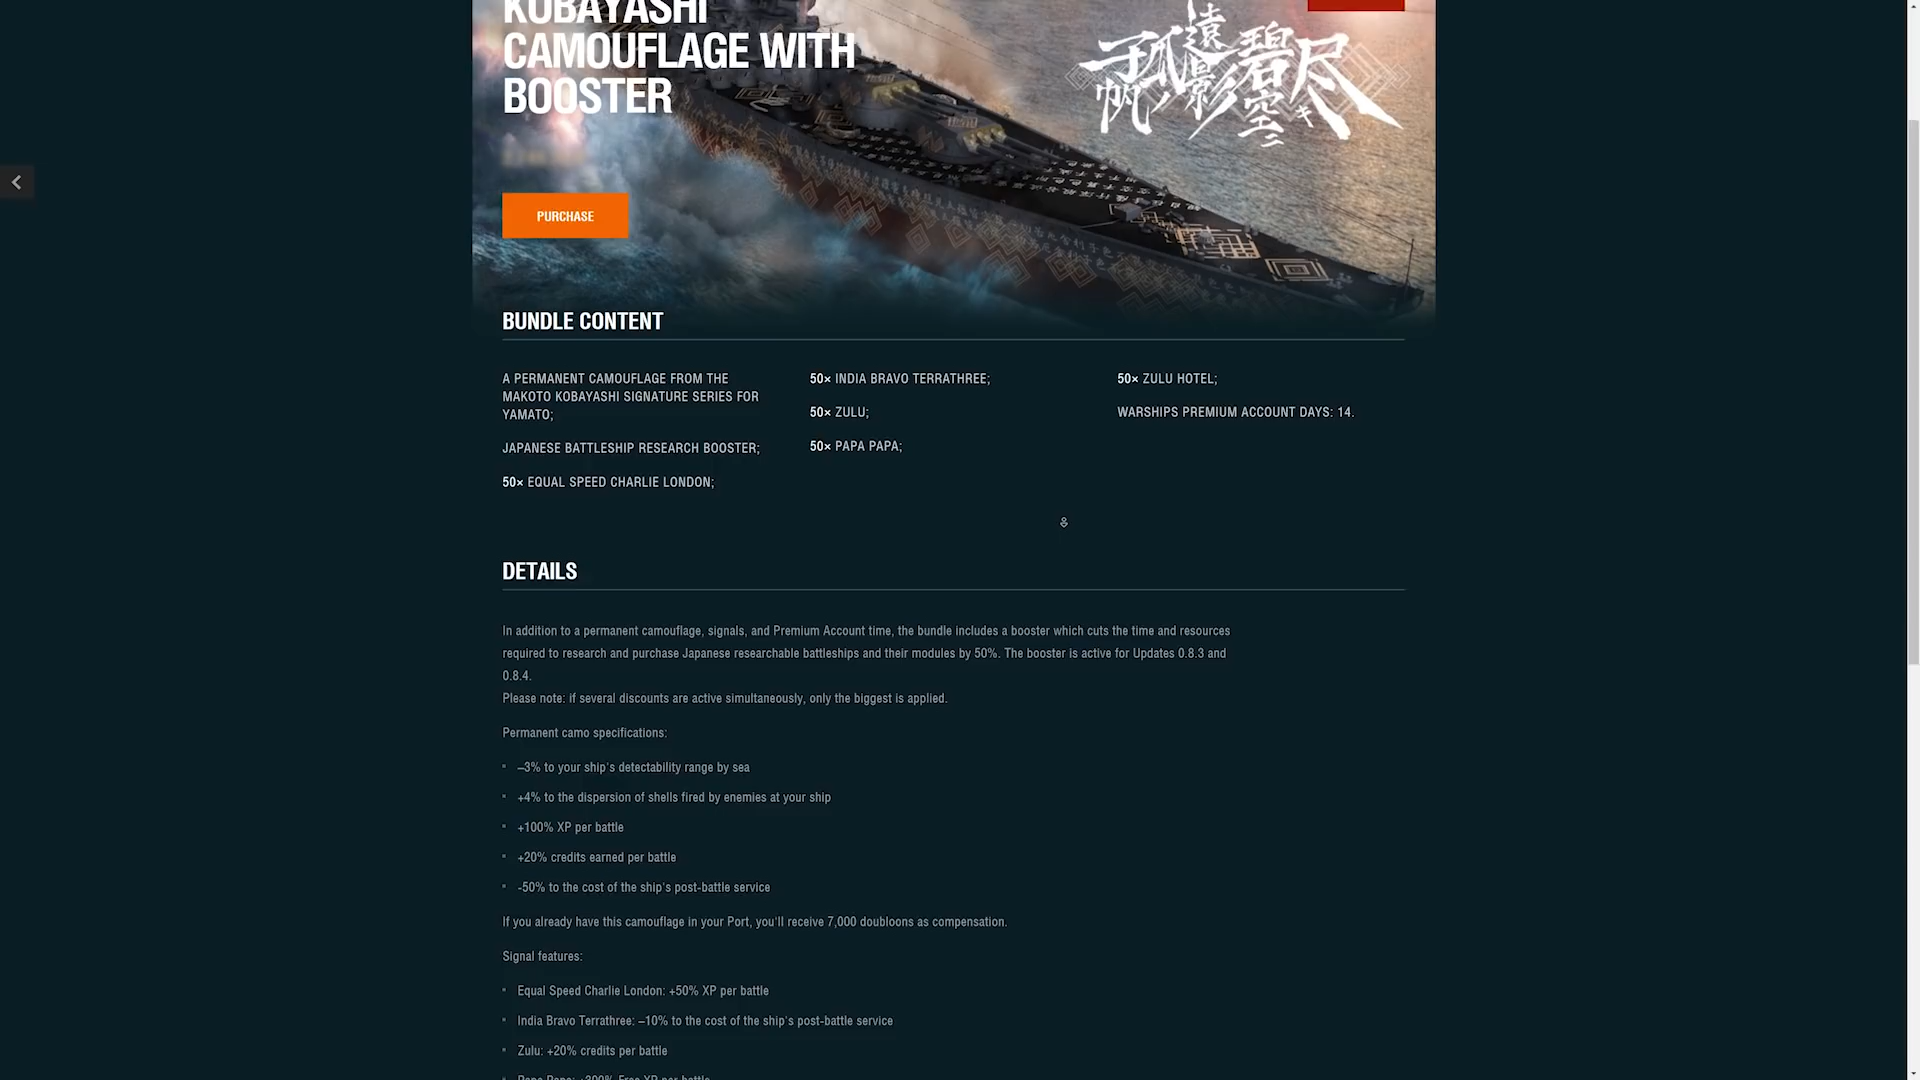 KOBAYASHI
CAMOUFLAGE WITH
BOOSTER
PURCHASE
BUNDLE CONTENT
A PERMANENT CAMOUFLAGE FROM THE
MAKOTO KOBAYASHI SIGNATURE SERIES FOR
YAMATO;
JAPANESE BATTLESHIP RESEARCH BOOSTER;
50× EQUAL SPEED CHARLIE LONDON;
50× INDIA BRAVO TERRATHREE;
50× ZULU;
50× PAPA PAPA;
50× ZULU HOTEL;
WARSHIPS PREMIUM ACCOUNT DAYS: 14.
DETAILS
In addition to a permanent camouflage, signals, and Premium Account time, the bundle includes a booster which cuts the time and resources
required to research and purchase Japanese researchable battleships and their modules by 50%. The booster is active for Updates 0.8.3 and
0.8.4.
Please note: if several discounts are active simultaneously, only the biggest is applied.
Permanent camo specifications:
–3% to your ship's detectability range by sea
+4% to the dispersion of shells fired by enemies at your ship
+100% XP per battle
+20% credits earned per battle
-50% to the cost of the ship's post-battle service
If you already have this camouflage in your Port, you'll receive 7,000 doubloons as compensation.
Signal features:
Equal Speed Charlie London: +50% XP per battle
India Bravo Terrathree: –10% to the cost of the ship's post-battle service
Zulu: +20% credits per battle
Papa Papa: +300% Free XP per battle